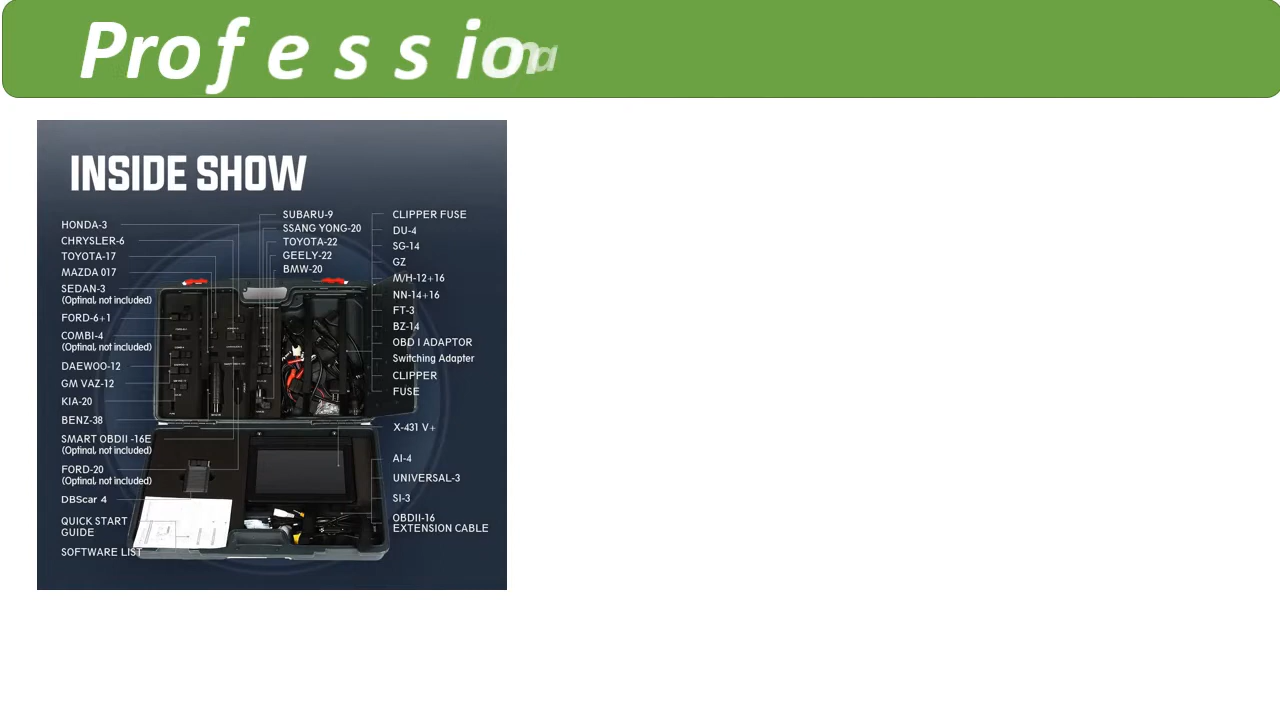 Professiona
INSIDE SHOW
HONDA-3
CHRYSLER-6
TOYOTA-17
MAZDA 017
SEDAN-3
(Optinal, not included)
FORD-6+1
COMBI-4
(Optinal, not included)
DAEWOO-12
GM VAZ-12
KIA-20
BENZ-38
SMART OBDII -16E
(Optinal, not included)
FORD-20
(Optinal, not included)
DBScar 4
QUICK START
GUIDE
SOFTWARE LIST
SUBARU-9
SSANG YONG-20
TOYOTA-22
GEELY-22
BMW-20
CLIPPER FUSE
DU-4
SG-14
GZ
M/H-12+16
NN-14+16
FT-3
BZ-14
OBD I ADAPTOR
Switching Adapter
CLIPPER
FUSE
X-431 V+
AI-4
UNIVERSAL-3
SI-3
OBDII-16
EXTENSION CABLE